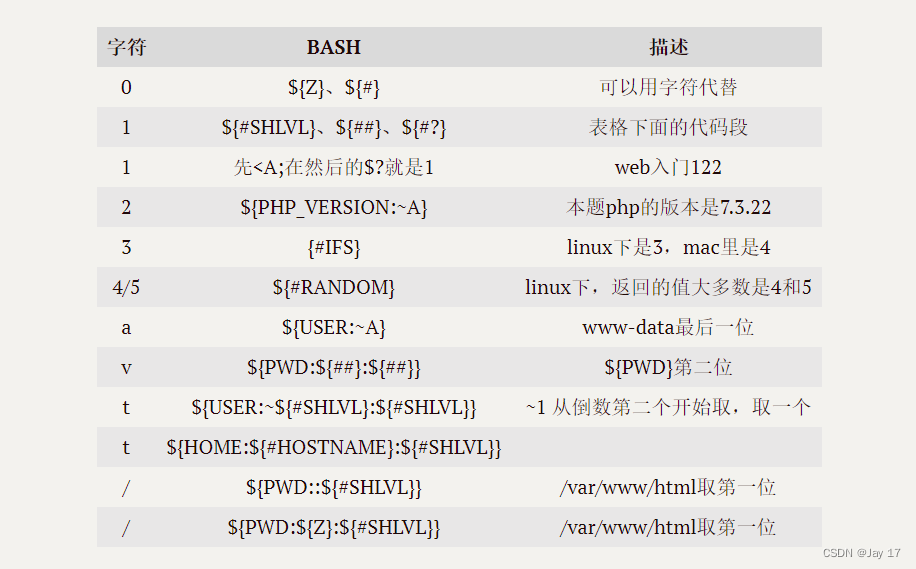 字符 BASH 描述
0 ${Z}、${#} 可以用字符代替
1 ${#SHLVL}、${##}、${#?} 表格下面的代码段
1 先<A;在然后的$?就是1 web入门122
2 ${PHP_VERSION:~A} 本题php的版本是7.3.22
3 {#IFS} linux下是3，mac里是4
4/5 ${#RANDOM} linux下，返回的值大多数是4和5
a ${USER:~A} www-data最后一位
v ${PWD:${##}:${##}} ${PWD}第二位
t ${USER:~${#SHLVL}:${#SHLVL}} ~1 从倒数第二个开始取，取一个
t ${HOME:${#HOSTNAME}:${#SHLVL}}
/ ${PWD::${#SHLVL}} /var/www/html取第一位
/ ${PWD:${Z}:${#SHLVL}} /var/www/html取第一位
CSDN @Jay 17